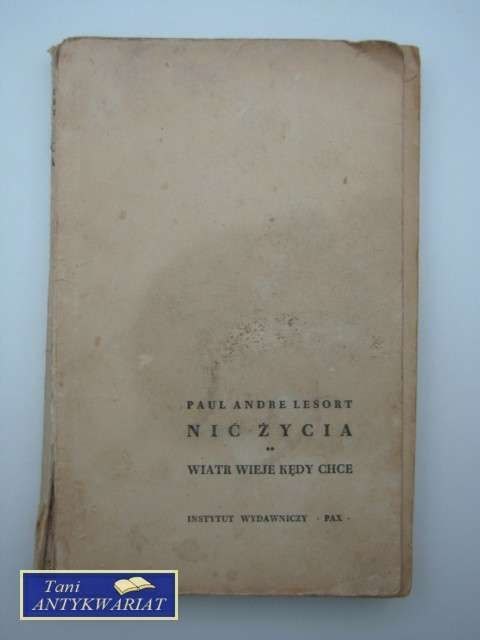 PAUL ANDRE LESORT
NIĆ ŻYCIA
**
WIATR WIEJE KĘDY CHCE
INSTYTUT WYDAWNICZY · PAX ·
Tani
ANTYKWARIAT